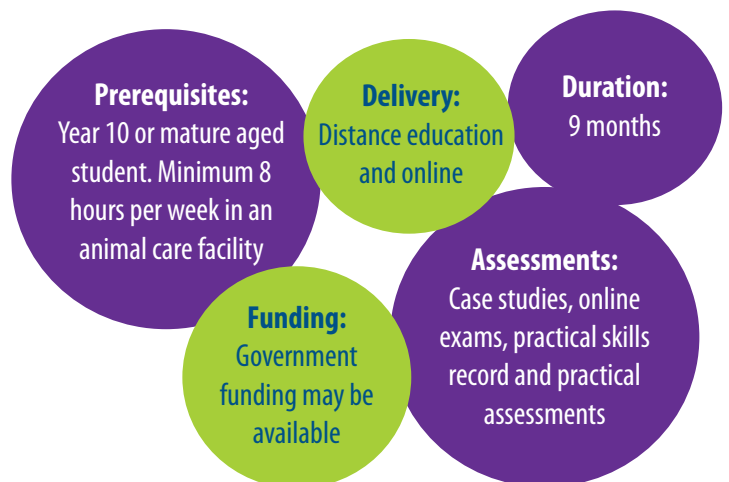 Prerequisites:
Year 10 or mature aged
student. Minimum 8
hours per week in an
animal care facility
Delivery:
Distance education
and online
Duration:
9 months
Funding:
Government
funding may be
available
Assessments:
Case studies, online
exams, practical skills
record and practical
assessments